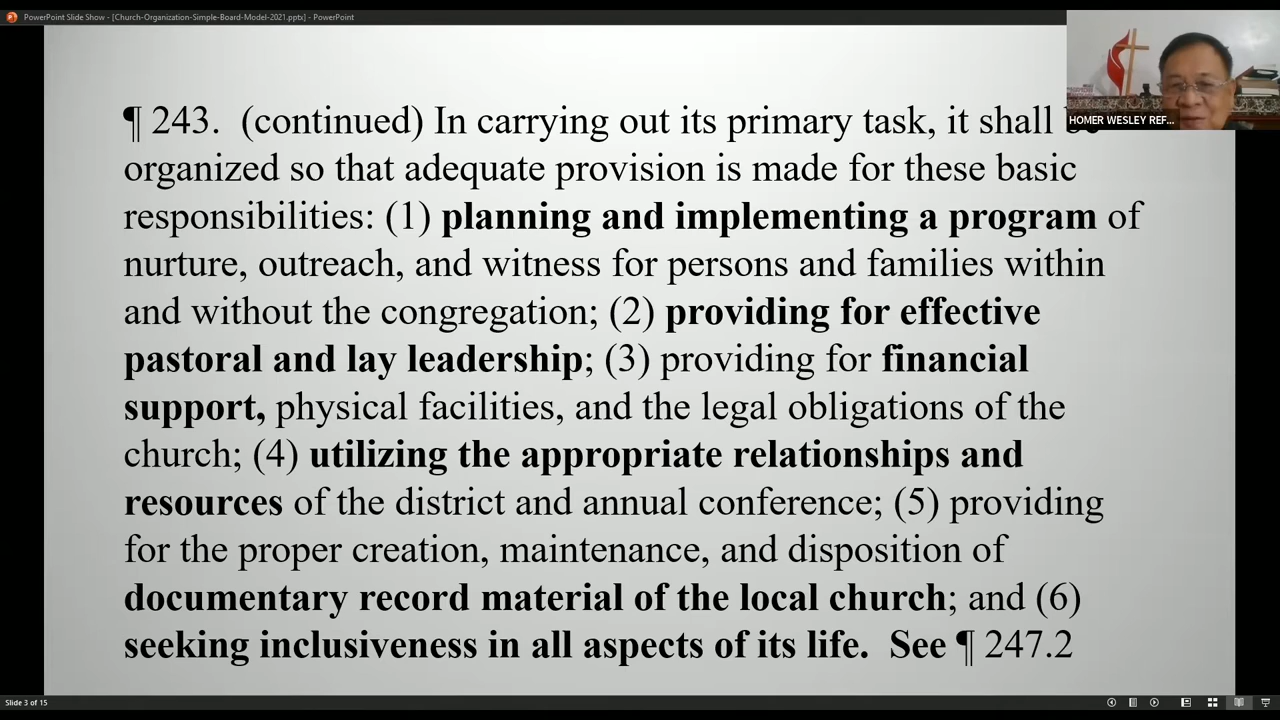 PowerPoint Slide Show - [Church-Organization-Simple-Board-Model-2021.pptx] - PowerPoint
HOMER WESLEY REF...
¶ 243. (continued) In carrying out its primary task, it shall
organized so that adequate provision is made for these basic
responsibilities: (1) planning and implementing a program of
nurture, outreach, and witness for persons and families within
and without the congregation; (2) providing for effective
pastoral and lay leadership; (3) providing for financial
support, physical facilities, and the legal obligations of the
church; (4) utilizing the appropriate relationships and
resources of the district and annual conference; (5) providing
for the proper creation, maintenance, and disposition of
documentary record material of the local church; and (6)
seeking inclusiveness in all aspects of its life. See ¶ 247.2
Slide 3 of 15